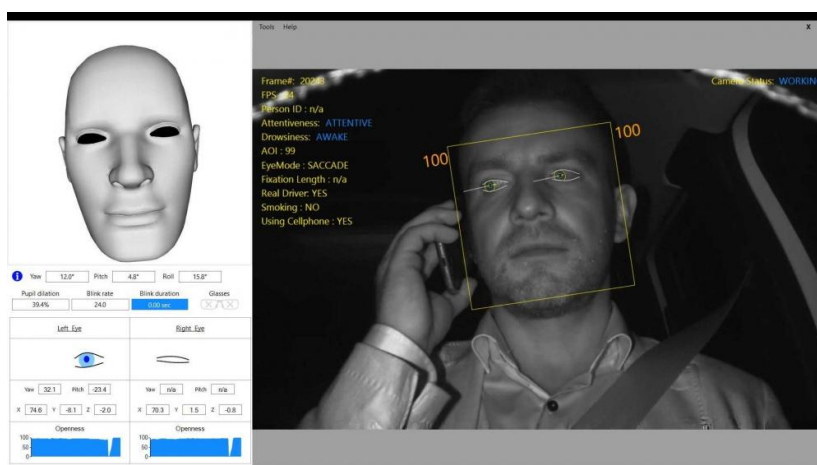 Tools Help X
Frame#: 20243
FPS : 24
Person ID : n/a
Attentiveness: ATTENTIVE
Drowsiness: AWAKE
AOI : 99
EyeMode : SACCADE
Fixation Length : n/a
Real Driver: YES
Smoking : NO
Using Cellphone : YES
Camera Status: WORKING
100
100
i Yaw 12.0° Pitch 4.8° Roll 15.8°
Pupil dilation Blink rate Blink duration Glasses
39.4% 24.0 0.00 sec
Left Eye Right Eye
Yaw 32.1 Pitch -23.4 Yaw n/a Pitch n/a
X 74.6 Y -8.1 Z -2.0 X 70.3 Y 1.5 Z -0.8
Openness Openness
100 100
50 50
0 0